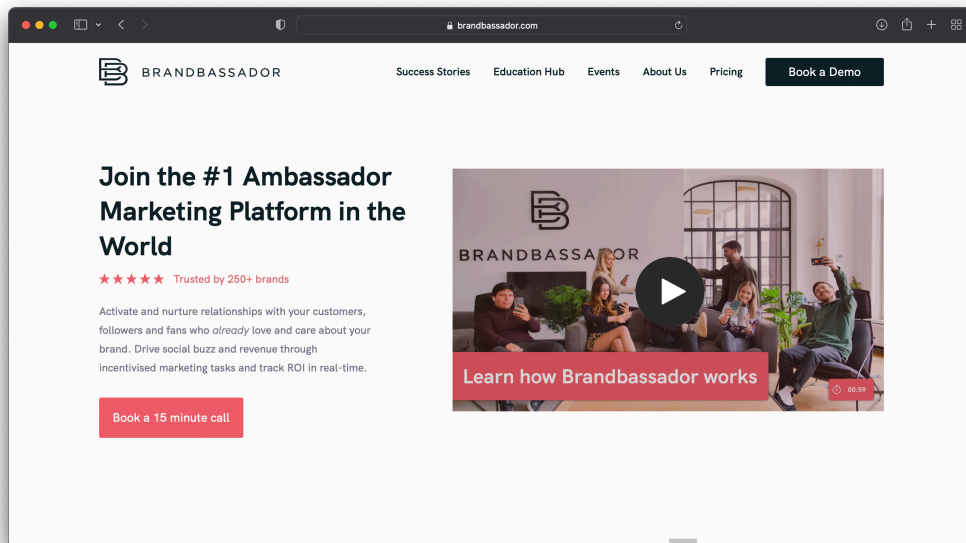 brandbassador.com
BRANDBASSADOR
Success Stories
Education Hub
Events
About Us
Pricing
Book a Demo
Join the #1 Ambassador
Marketing Platform in the
World
Trusted by 250+ brands
Activate and nurture relationships with your customers,
followers and fans who already love and care about your
brand. Drive social buzz and revenue through
incentivised marketing tasks and track ROI in real-time.
Book a 15 minute call
BRANDBASSADOR
Learn how Brandbassador works
00:59